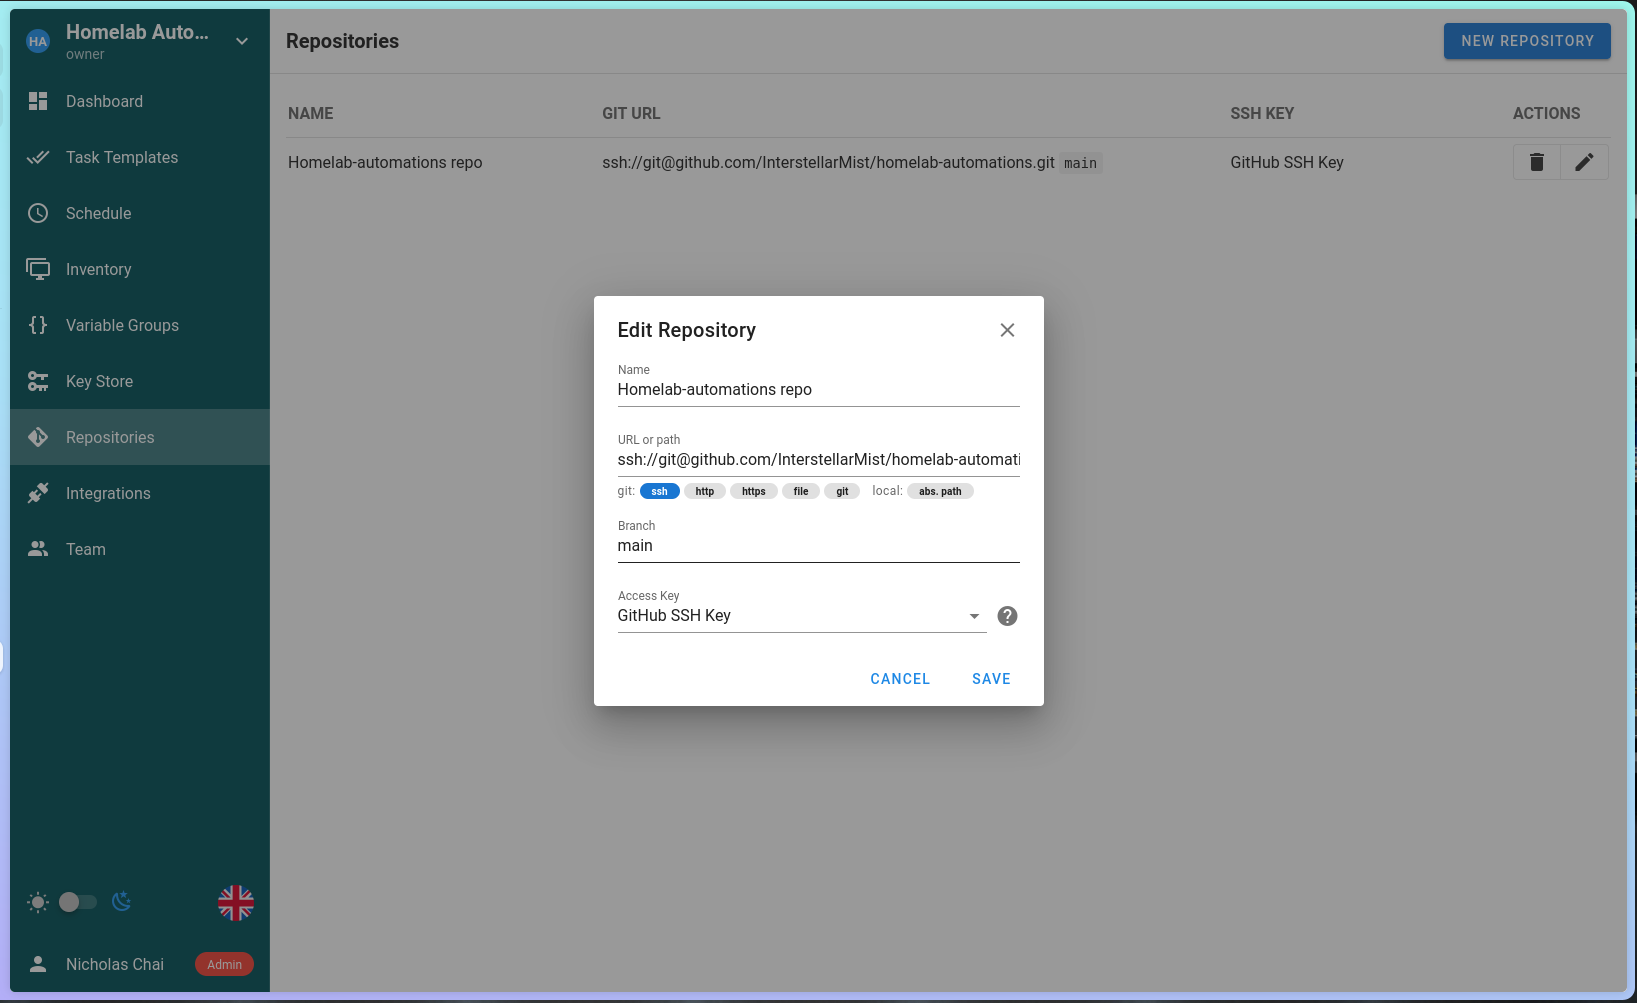 HA
Homelab Auto...
owner
Dashboard
Task Templates
Schedule
Inventory
Variable Groups
Key Store
Repositories
Integrations
Team
Nicholas Chai Admin
Repositories
NEW REPOSITORY
NAME GIT URL SSH KEY ACTIONS
Homelab-automations repo ssh://git@github.com/InterstellarMist/homelab-automations.git main GitHub SSH Key
Edit Repository
Name
Homelab-automations repo
URL or path
ssh://git@github.com/InterstellarMist/homelab-automati
git: ssh http https file git local: abs. path
Branch
main
Access Key
GitHub SSH Key
?
CANCEL SAVE